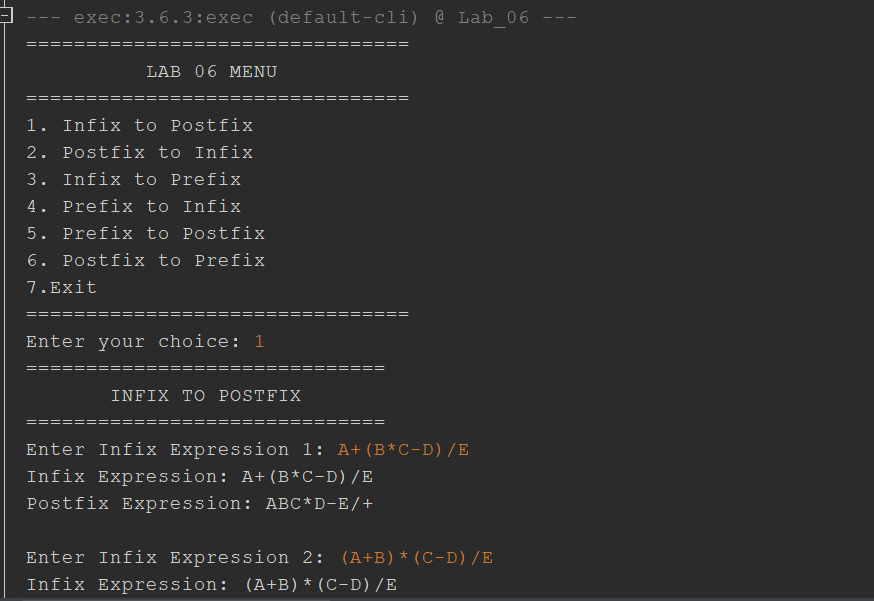 --- exec:3.6.3:exec (default-cli) @ Lab_06 ---
================================
LAB 06 MENU
================================
1. Infix to Postfix
2. Postfix to Infix
3. Infix to Prefix
4. Prefix to Infix
5. Prefix to Postfix
6. Postfix to Prefix
7.Exit
================================
Enter your choice: 1
==============================
INFIX TO POSTFIX
==============================
Enter Infix Expression 1: A+(B*C-D)/E
Infix Expression: A+(B*C-D)/E
Postfix Expression: ABC*D-E/+

Enter Infix Expression 2: (A+B)*(C-D)/E
Infix Expression: (A+B)*(C-D)/E